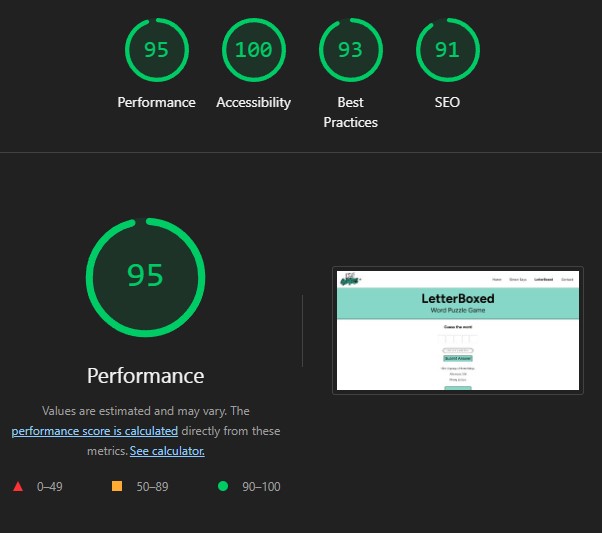 95
100
93
91
Performance
Accessibility
Best
Practices
SEO
95
Performance
Values are estimated and may vary. The
performance score is calculated directly from these
metrics. See calculator.
0–49
50–89
90–100
Home
LetterBoxed
Contact
LetterBoxed
Word Puzzle Game
Guess the word
Submit Answer